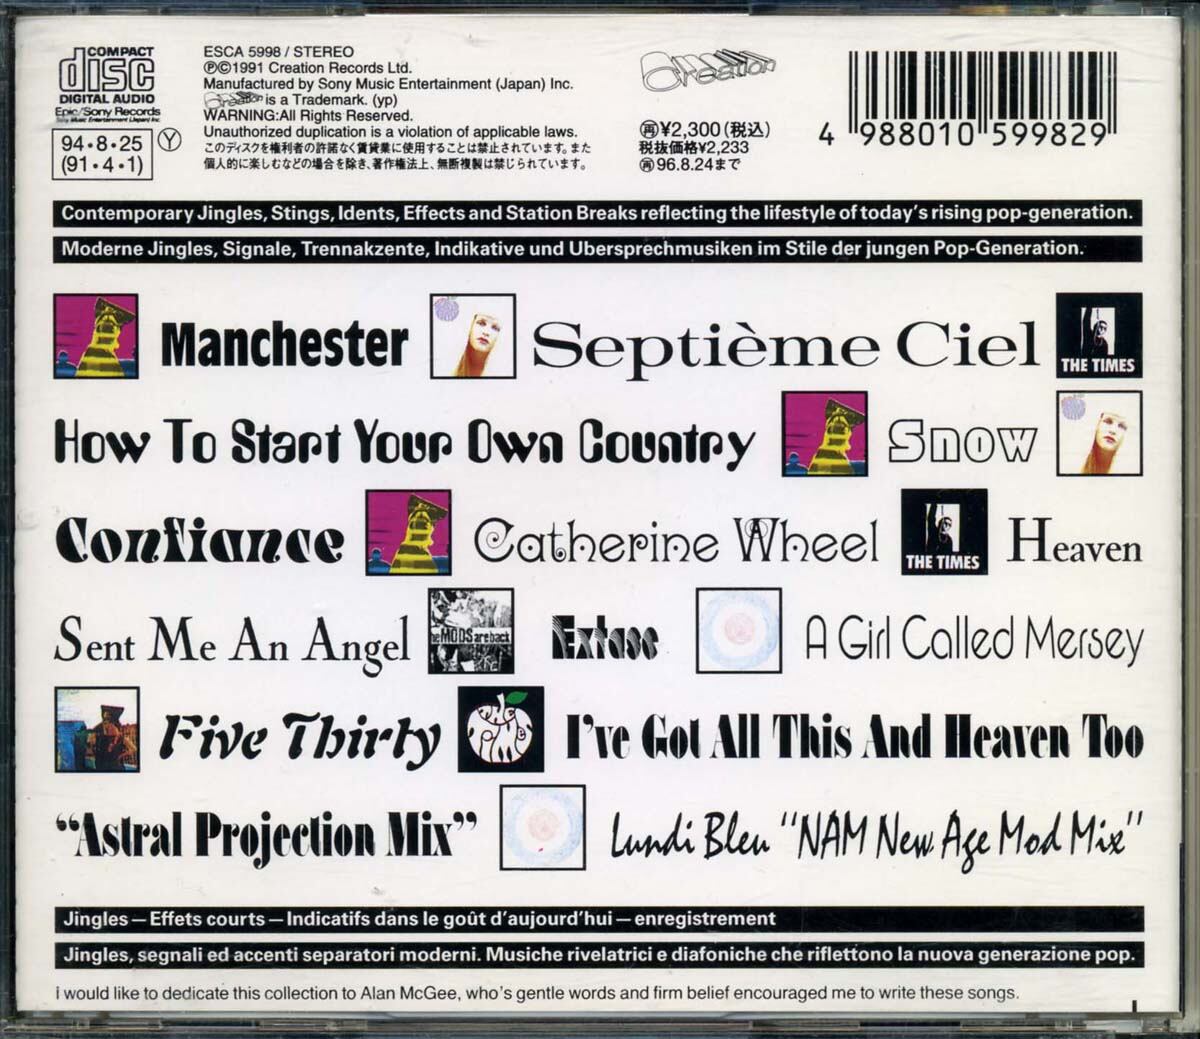 COMPACT
disc
DIGITAL AUDIO
Epic/Sony Records
Sony Music Entertainment (Japan) Inc.
94・8・25
(91・4・1)
Y
ESCA 5998 / STEREO
Ⓟ©1991 Creation Records Ltd.
Manufactured by Sony Music Entertainment (Japan) Inc.
Creation is a Trademark. (yp)
WARNING:All Rights Reserved.
Unauthorized duplication is a violation of applicable laws.
このディスクを権利者の許諾なく賃貸業に使用することは禁止されています。また
個人的に楽しむなどの場合を除き、著作権法上、無断複製は禁じられています。
Creation
再¥2,300(税込)
税抜価格¥2,233
再96.8.24まで
4 988010 599829
Contemporary Jingles, Stings, Idents, Effects and Station Breaks reflecting the lifestyle of today's rising pop-generation.
Moderne Jingles, Signale, Trennakzente, Indikative und Ubersprechmusiken im Stile der jungen Pop-Generation.
Manchester Septième Ciel THE TIMES
How To Start Your Own Country Snow
Confiance Catherine Wheel THE TIMES Heaven
Sent Me An Angel heMODSareback Extase A Girl Called Mersey
Five Thirty I've Got All This And Heaven Too
“Astral Projection Mix” Lundi Bleu "NAM New Age Mod Mix"
Jingles — Effets courts — Indicatifs dans le goût d'aujourd'hui — enregistrement
Jingles, segnali ed accenti separatori moderni. Musiche rivelatrici e diafoniche che riflettono la nuova generazione pop.
I would like to dedicate this collection to Alan McGee, who's gentle words and firm belief encouraged me to write these songs.